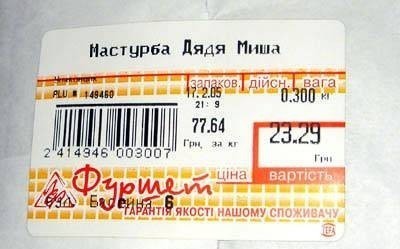 Мастурба Дядя Миша
запаков. дійсн. вага
PLU № 149460
17.2.05
21: 9
0.300 кг
77.64
Грн. за кг
23.29
Грн
2 414946 003007
ціна вартість
Фуршет
Басейна 6
ГАРАНТІЯ ЯКОСТІ НАШОМУ СПОЖИВАЧУ